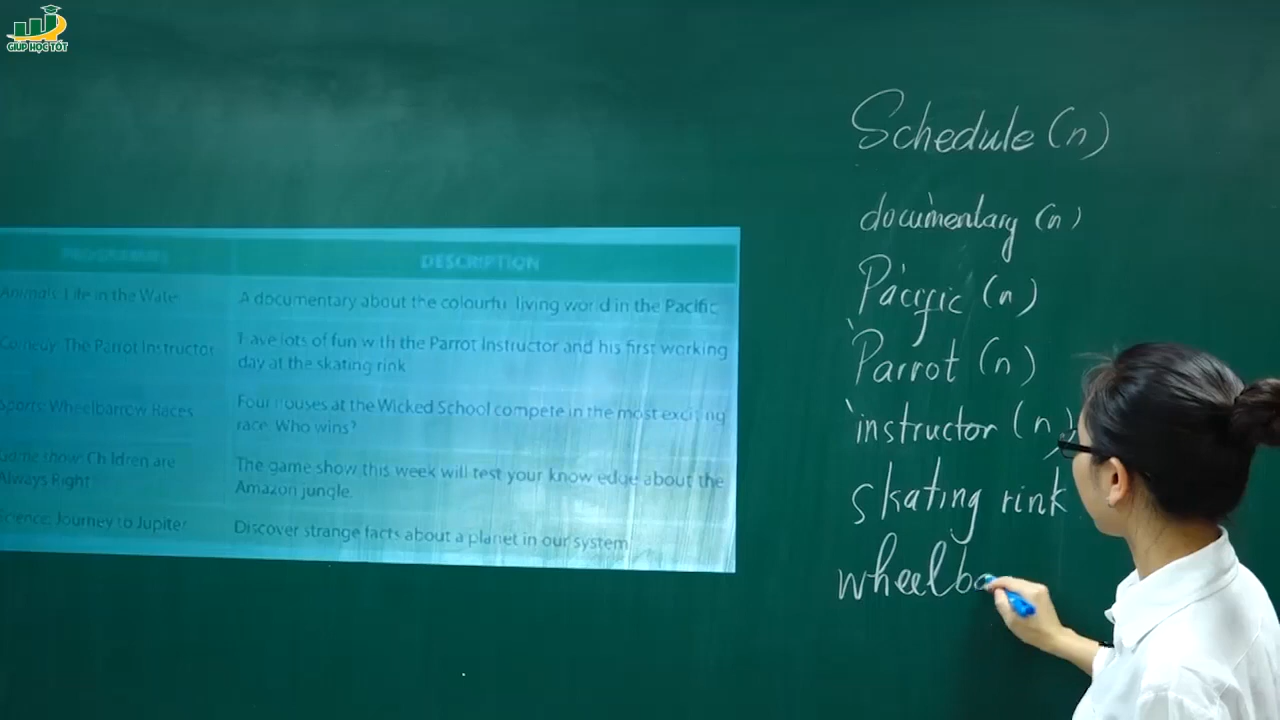 GIÚP HỌC TỐT
Schedule (n)
documentary (n)
Pacific (n)
Parrot (n)
instructor (n)
skating rink
wheelba
PROGRAMME DESCRIPTION
Animals: Life in the Water A documentary about the colourful living world in the Pacific
Comedy: The Parrot Instructor Have lots of fun with the Parrot Instructor and his first working
day at the skating rink
Sports: Wheelbarrow Races Four houses at the Wicked School compete in the most exciting
race. Who wins?
Game show: Children are
Always Right
The game show this week will test your knowledge about the
Amazon jungle.
Science: Journey to Jupiter Discover strange facts about a planet in our system